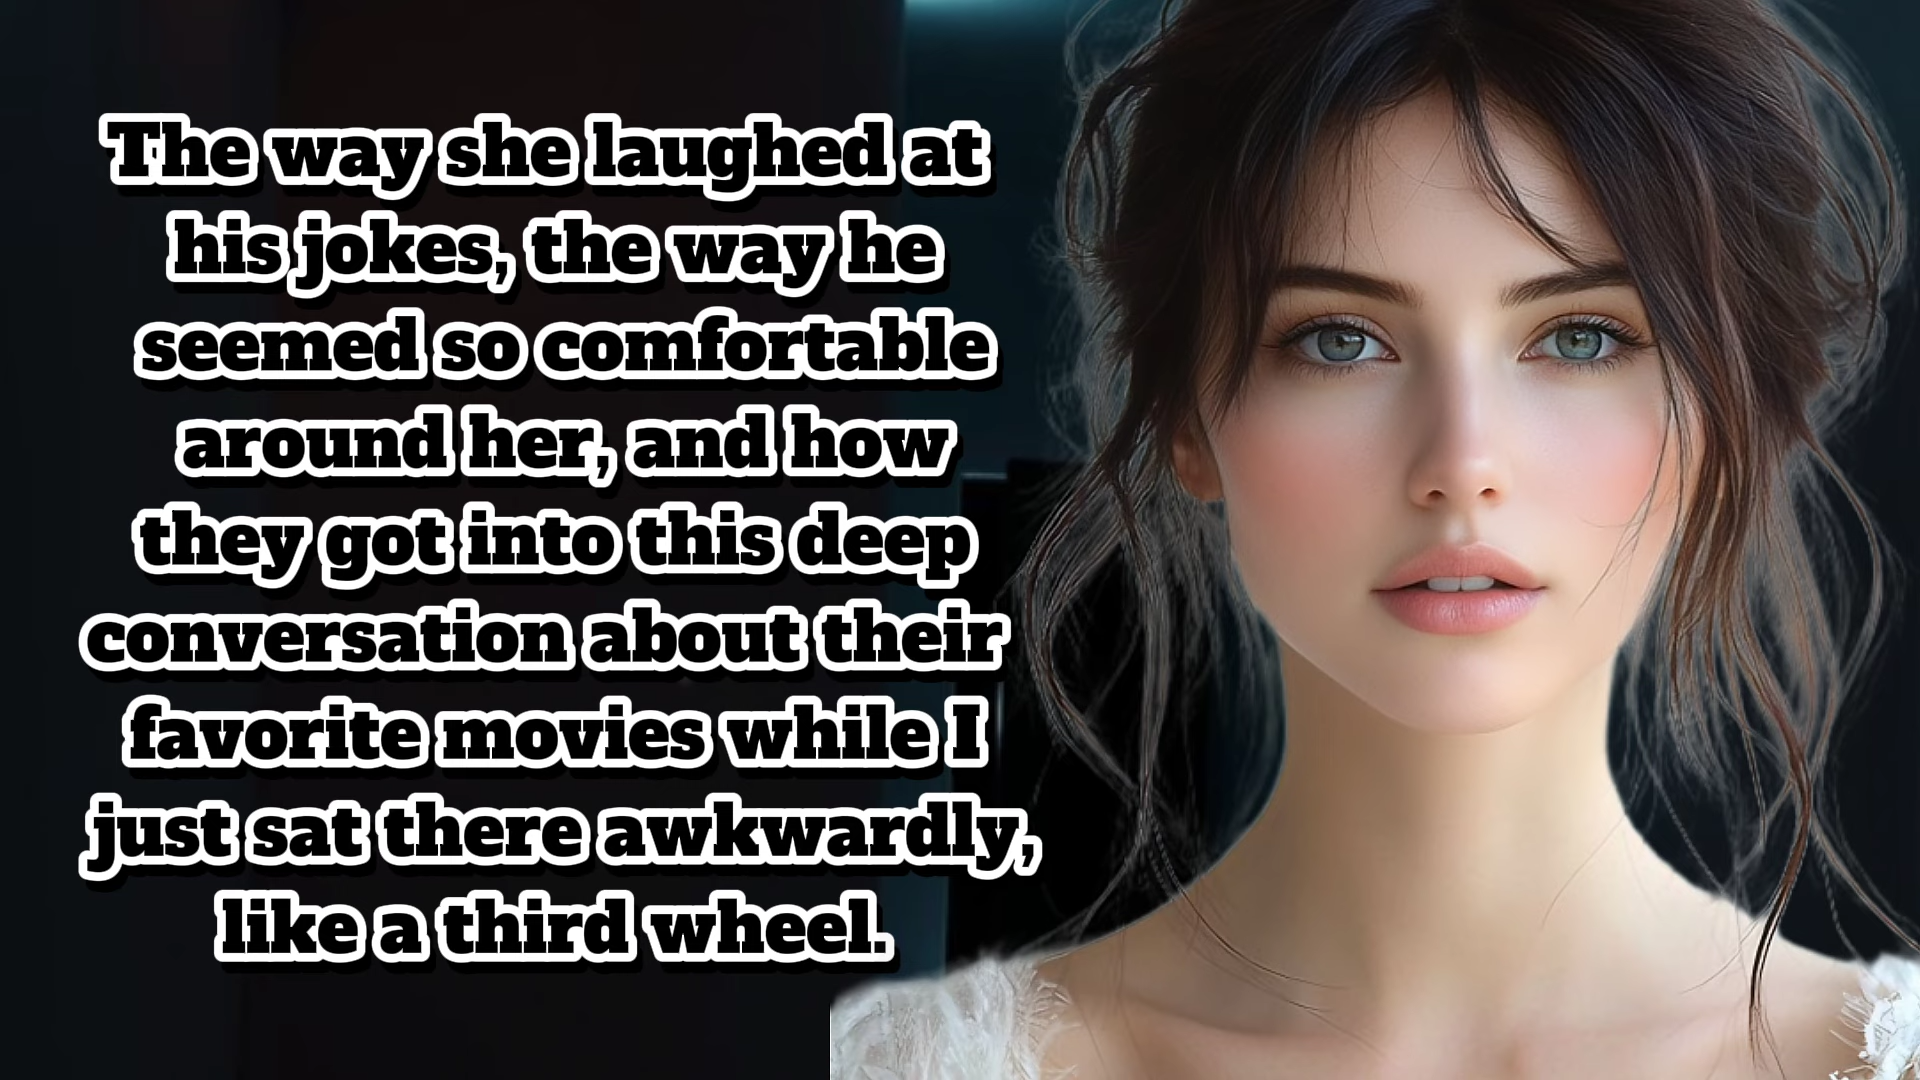 The way she laughed at
his jokes, the way he
seemed so comfortable
around her, and how
they got into this deep
conversation about their
favorite movies while I
just sat there awkwardly,
like a third wheel.